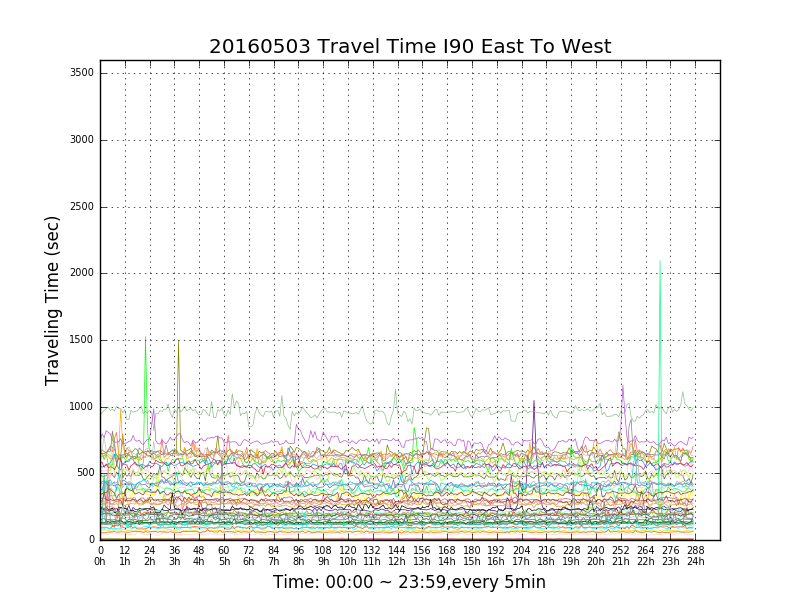 20160503 Travel Time I90 East To West
3500
3000
2500
2000
1500
1000
500
0
Traveling Time (sec)
0 12 24 36 48 60 72 84 96 108 120 132 144 156 168 180 192 204 216 228 240 252 264 276 288
0h 1h 2h 3h 4h 5h 6h 7h 8h 9h 10h 11h 12h 13h 14h 15h 16h 17h 18h 19h 20h 21h 22h 23h 24h
Time: 00:00 ~ 23:59,every 5min